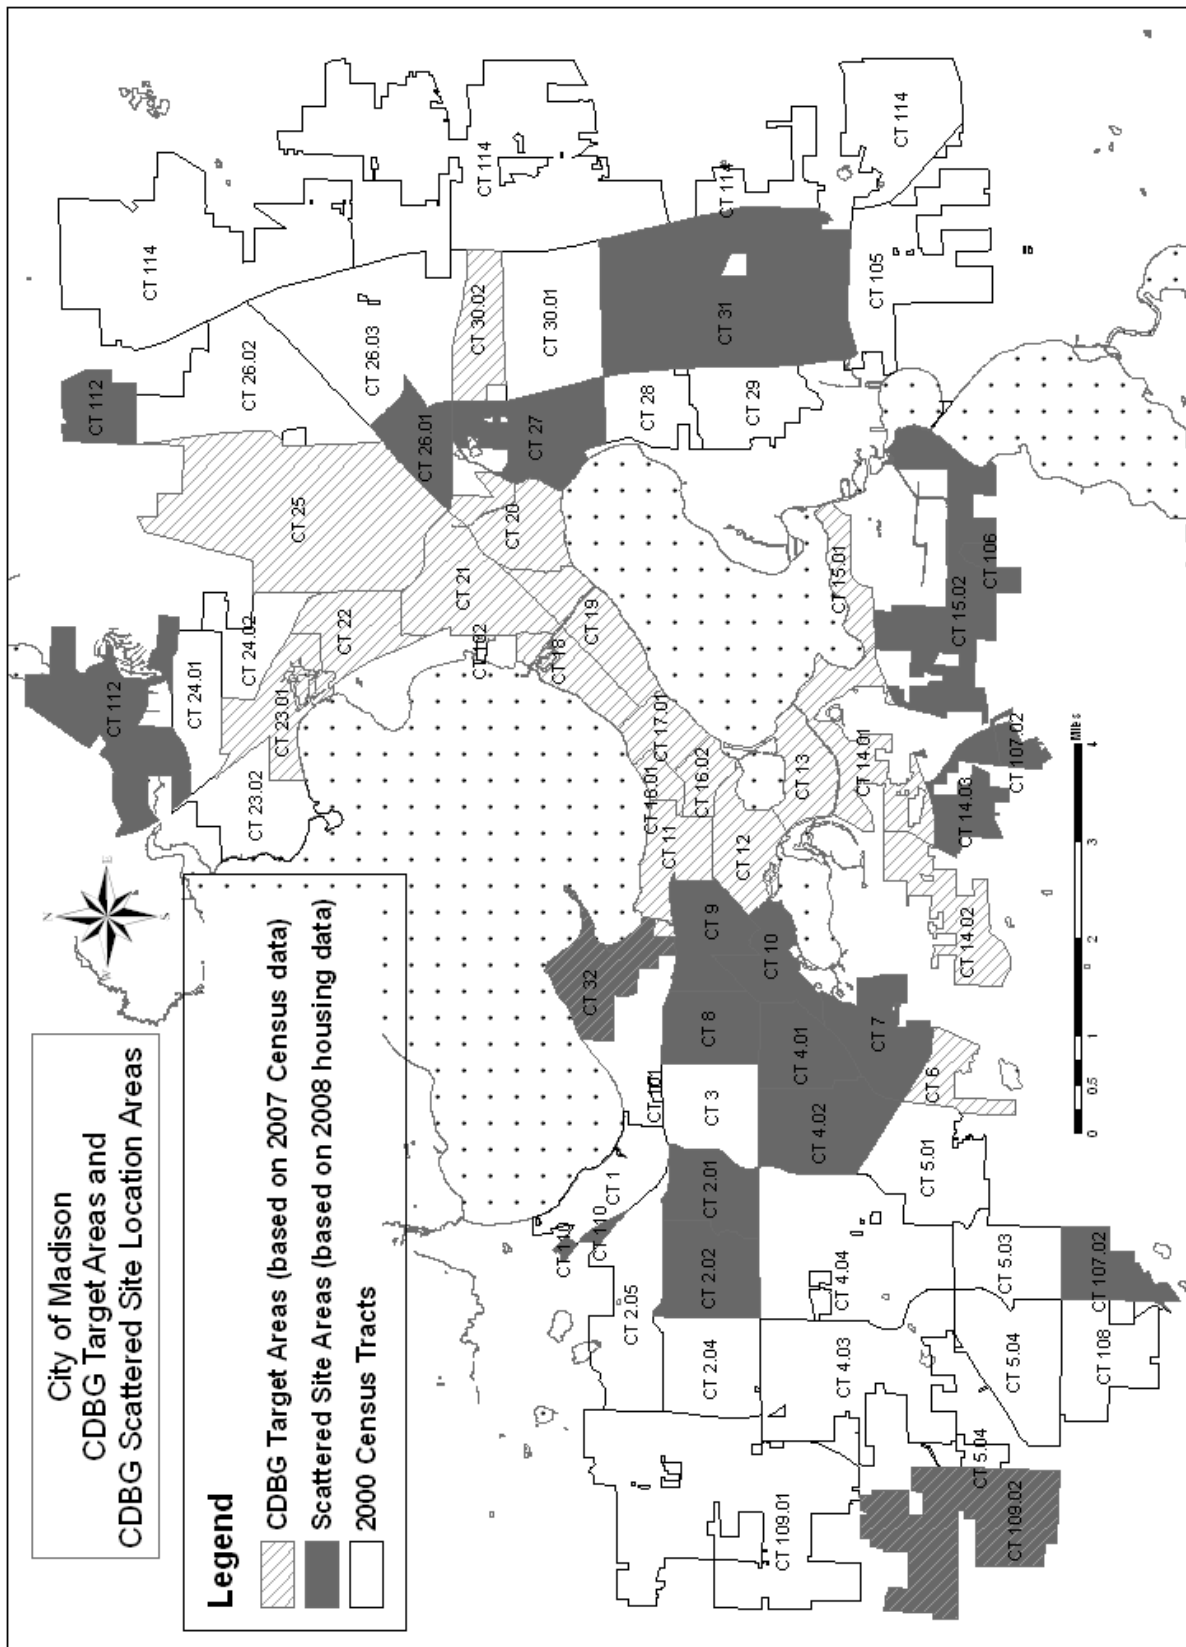 City of Madison
CDBG Target Areas and
CDBG Scattered Site Location Areas
Legend
CDBG Target Areas (based on 2007 Census data)
Scattered Site Areas (based on 2008 housing data)
2000 Census Tracts
N
E
S
W
CT 112
CT 24.01
CT 24.02
CT 23.02
CT 23.01
CT 22
CT 25
CT 112
CT 114
CT 26.02
CT 26.03
CT 114
CT 26.01
CT 30.02
CT 30.01
CT 27
CT 20
CT 21
CT 112
CT 18
CT 19
CT 28
CT 29
CT 31
CT 114
CT 114
CT 105
CT 17.01
CT 16.01
CT 16.02
CT 11
CT 12
CT 13
CT 15.01
CT 14.01
CT 15.02
CT 106
CT 107.02
CT 14.03
CT 14.02
CT 32
CT 9
CT 10
CT 8
CT 7
CT 4.01
CT 6
CT 101
CT 3
CT 4.02
CT 1
CT 110
CT 110
CT 2.01
CT 2.02
CT 2.05
CT 2.04
CT 4.04
CT 4.03
CT 5.01
CT 5.03
CT 107.02
CT 5.04
CT 108
CT 5.04
CT 109.01
CT 109.02
Miles
0
0.5
1
2
3
4